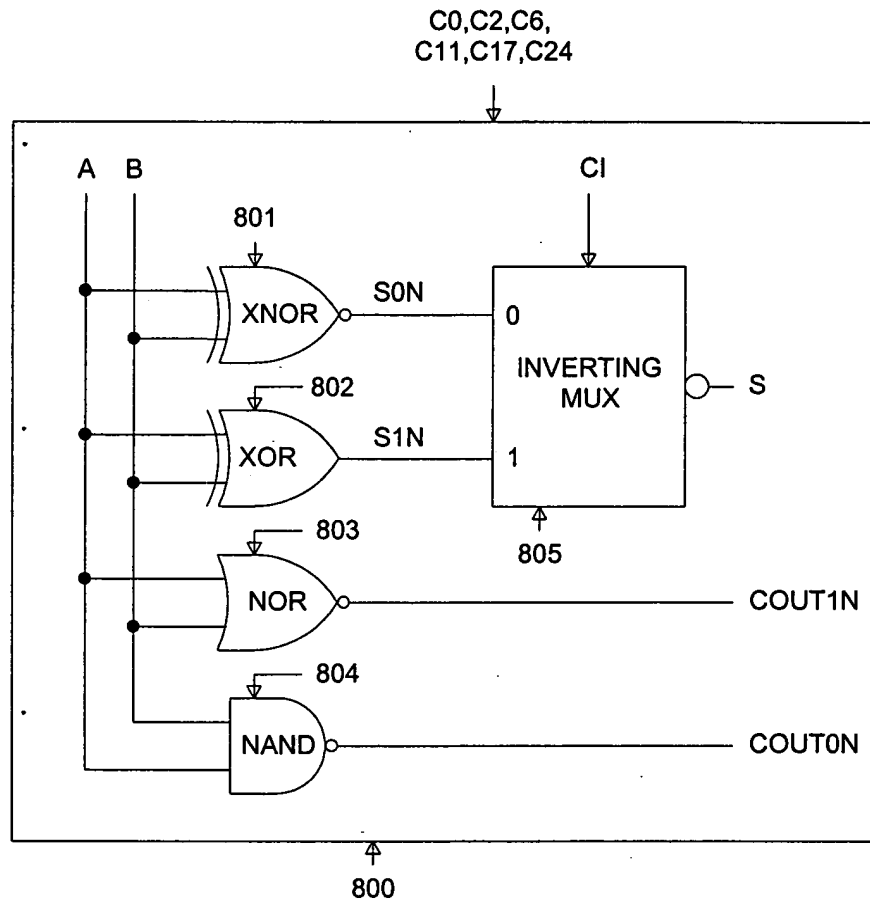 C0,C2,C6,
C11,C17,C24
A B CI
801
XNOR S0N 0
INVERTING
MUX
S
802
XOR S1N 1
805
803
NOR COUT1N
804
NAND COUT0N
800